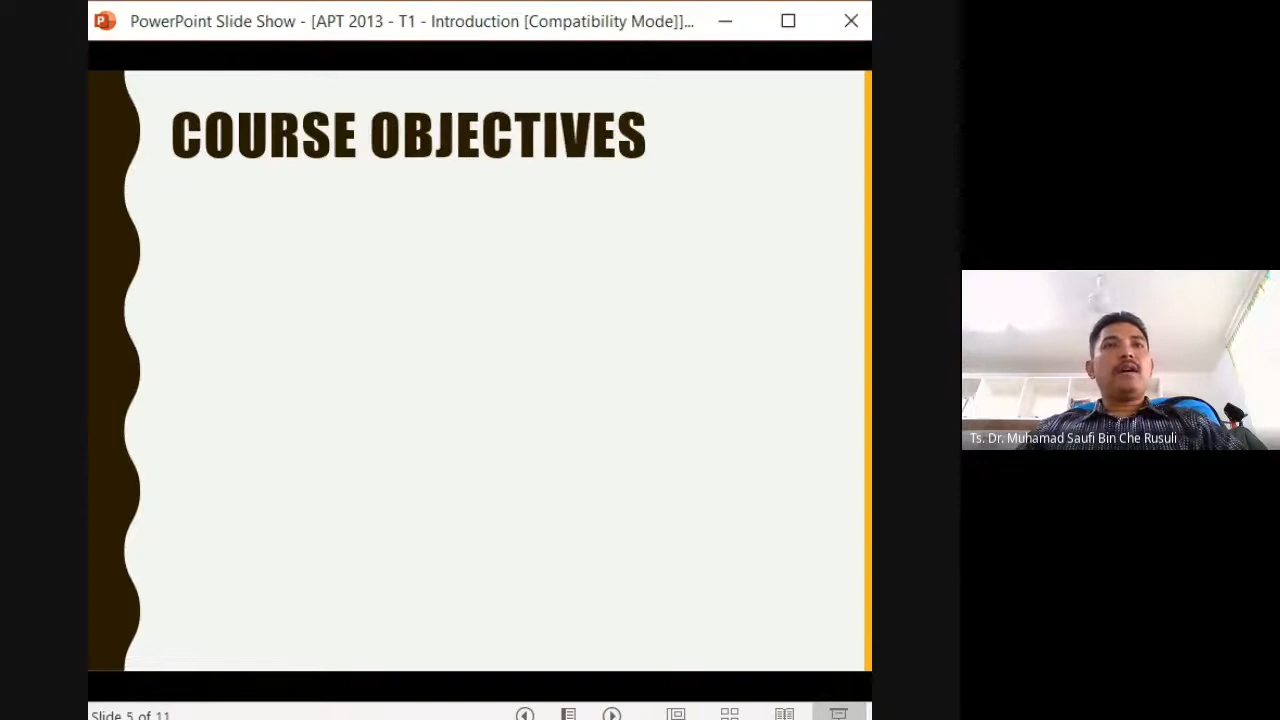 PowerPoint Slide Show - [APT 2013 - T1 - Introduction [Compatibility Mode]]...
COURSE OBJECTIVES
Ts. Dr. Muhamad Saufi Bin Che Rusuli
Slide 5 of 11